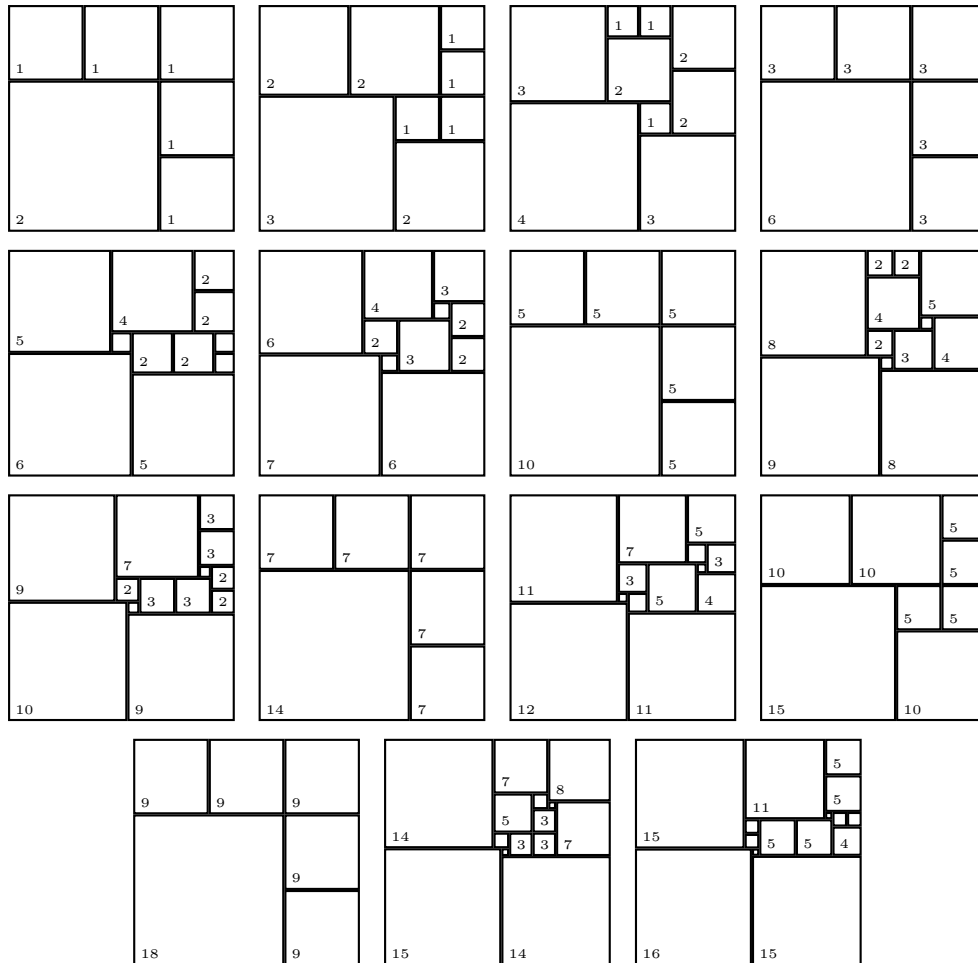 1 1 1 2 2 1 1 1 2 3 3 3
1 1 3 2
1 1 1 1 2 3
2 1 3 2 4 3 6 3
5 4 2 2 6 4 3 5 5 5 8 2 2 5
2 2 2 3 2 2 5 4 2 3 4
6 5 7 6 10 5 9 8
9 7 3 3 7 7 7 11 7 5 10 10 5
2 3 3 2 2 7 3 5 3 4 5 5 5
10 9 14 7 12 11 15 10
9 9 9 14 7 8 15 11 5 5
9 5 3 3 3 7 5 5 4
18 9 15 14 16 15